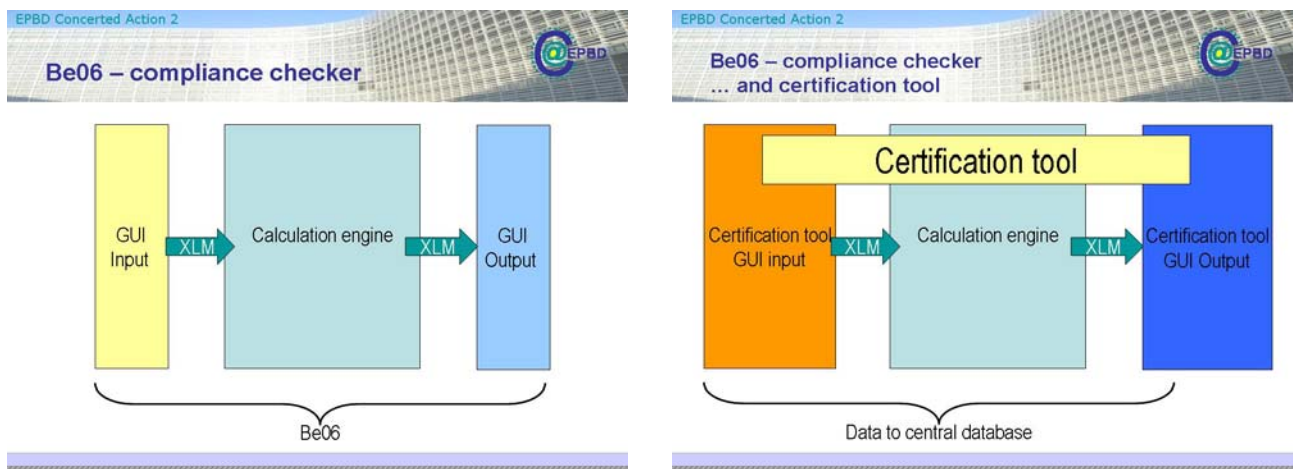 EPBD Concerted Action 2
@EPBD
Be06 – compliance checker
GUI
Input
XLM
Calculation engine
XLM
GUI
Output
Be06
EPBD Concerted Action 2
@EPBD
Be06 – compliance checker
... and certification tool
Certification tool
Certification tool
GUI input
XLM
Calculation engine
XLM
Certification tool
GUI Output
Data to central database